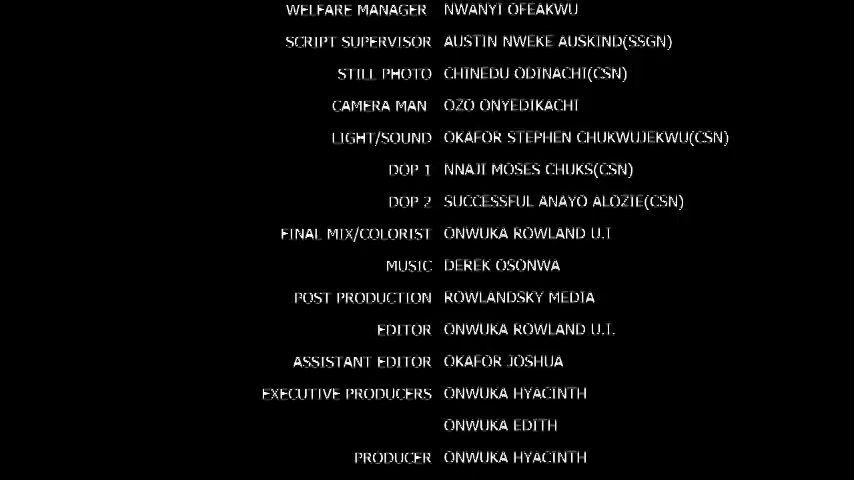 WELFARE MANAGER NWANYI OFEAKWU
SCRIPT SUPERVISOR AUSTIN NWEKE AUSKIND(SSGN)
STILL PHOTO CHINEDU ODINACHI(CSN)
CAMERA MAN OZO ONYEDIKACHI
LIGHT/SOUND OKAFOR STEPHEN CHUKWUJEKWU(CSN)
DOP 1 NNAJI MOSES CHUKS(CSN)
DOP 2 SUCCESSFUL ANAYO ALOZIE(CSN)
FINAL MIX/COLORIST ONWUKA ROWLAND U.I
MUSIC DEREK OSONWA
POST PRODUCTION ROWLANDSKY MEDIA
EDITOR ONWUKA ROWLAND U.I.
ASSISTANT EDITOR OKAFOR JOSHUA
EXECUTIVE PRODUCERS ONWUKA HYACINTH
ONWUKA EDITH
PRODUCER ONWUKA HYACINTH